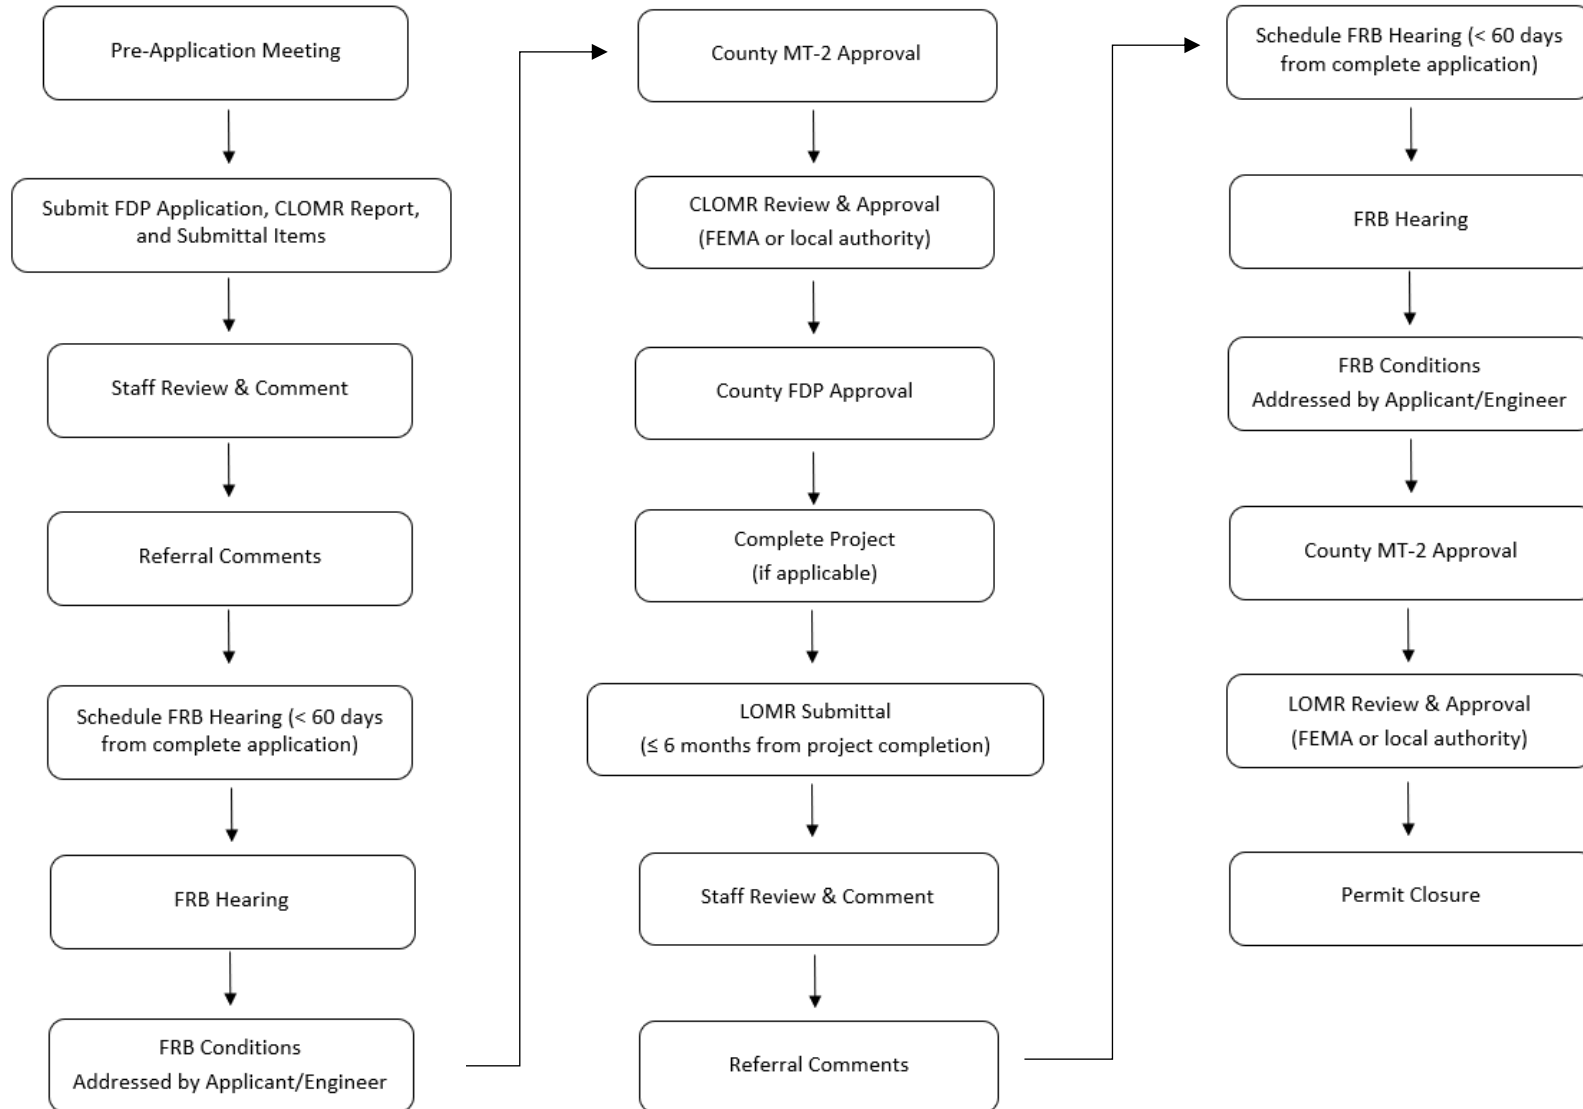 Pre-Application Meeting
Submit FDP Application, CLOMR Report,
and Submittal Items
Staff Review & Comment
Referral Comments
Schedule FRB Hearing (< 60 days
from complete application)
FRB Hearing
FRB Conditions
Addressed by Applicant/Engineer
County MT-2 Approval
CLOMR Review & Approval
(FEMA or local authority)
County FDP Approval
Complete Project
(if applicable)
LOMR Submittal
(≤ 6 months from project completion)
Staff Review & Comment
Referral Comments
Schedule FRB Hearing (< 60 days
from complete application)
FRB Hearing
FRB Conditions
Addressed by Applicant/Engineer
County MT-2 Approval
LOMR Review & Approval
(FEMA or local authority)
Permit Closure